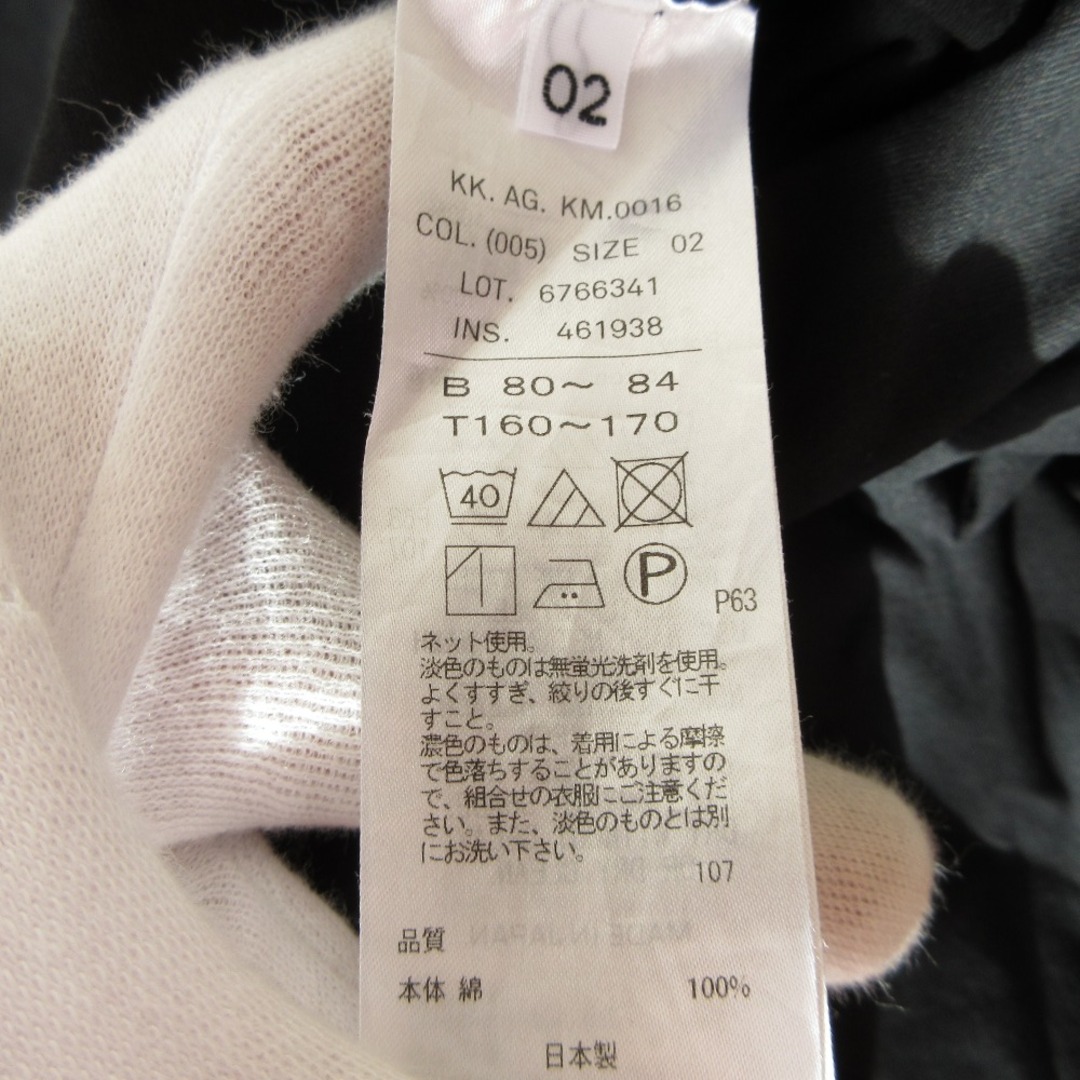 02
KK. AG. KM.0016
COL. (005) SIZE 02
LOT. 6766341
INS. 461938
B 80～ 84
T160～170
40
P
P63
ネット使用。
淡色のものは無蛍光洗剤を使用。
よくすすぎ、絞りの後すぐに干
すこと。
濃色のものは、着用による摩擦
で色落ちすることがありますの
で、組合せの衣服にご注意くだ
さい。また、淡色のものとは別
にお洗い下さい。
107
品質
本体 綿 100%
日本製